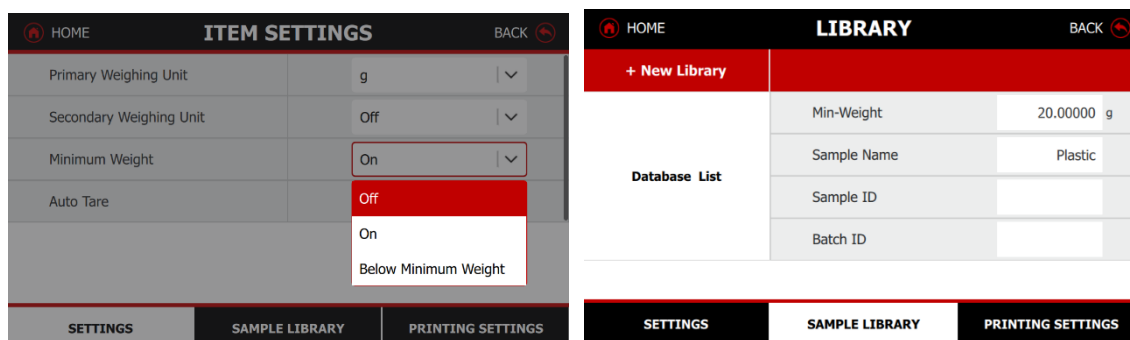 HOME ITEM SETTINGS BACK
Primary Weighing Unit g
Secondary Weighing Unit Off
Minimum Weight On
Auto Tare Off
On
Below Minimum Weight
SETTINGS SAMPLE LIBRARY PRINTING SETTINGS
HOME LIBRARY BACK
+ New Library
Database List
Min-Weight 20.00000 g
Sample Name Plastic
Sample ID
Batch ID
SETTINGS SAMPLE LIBRARY PRINTING SETTINGS